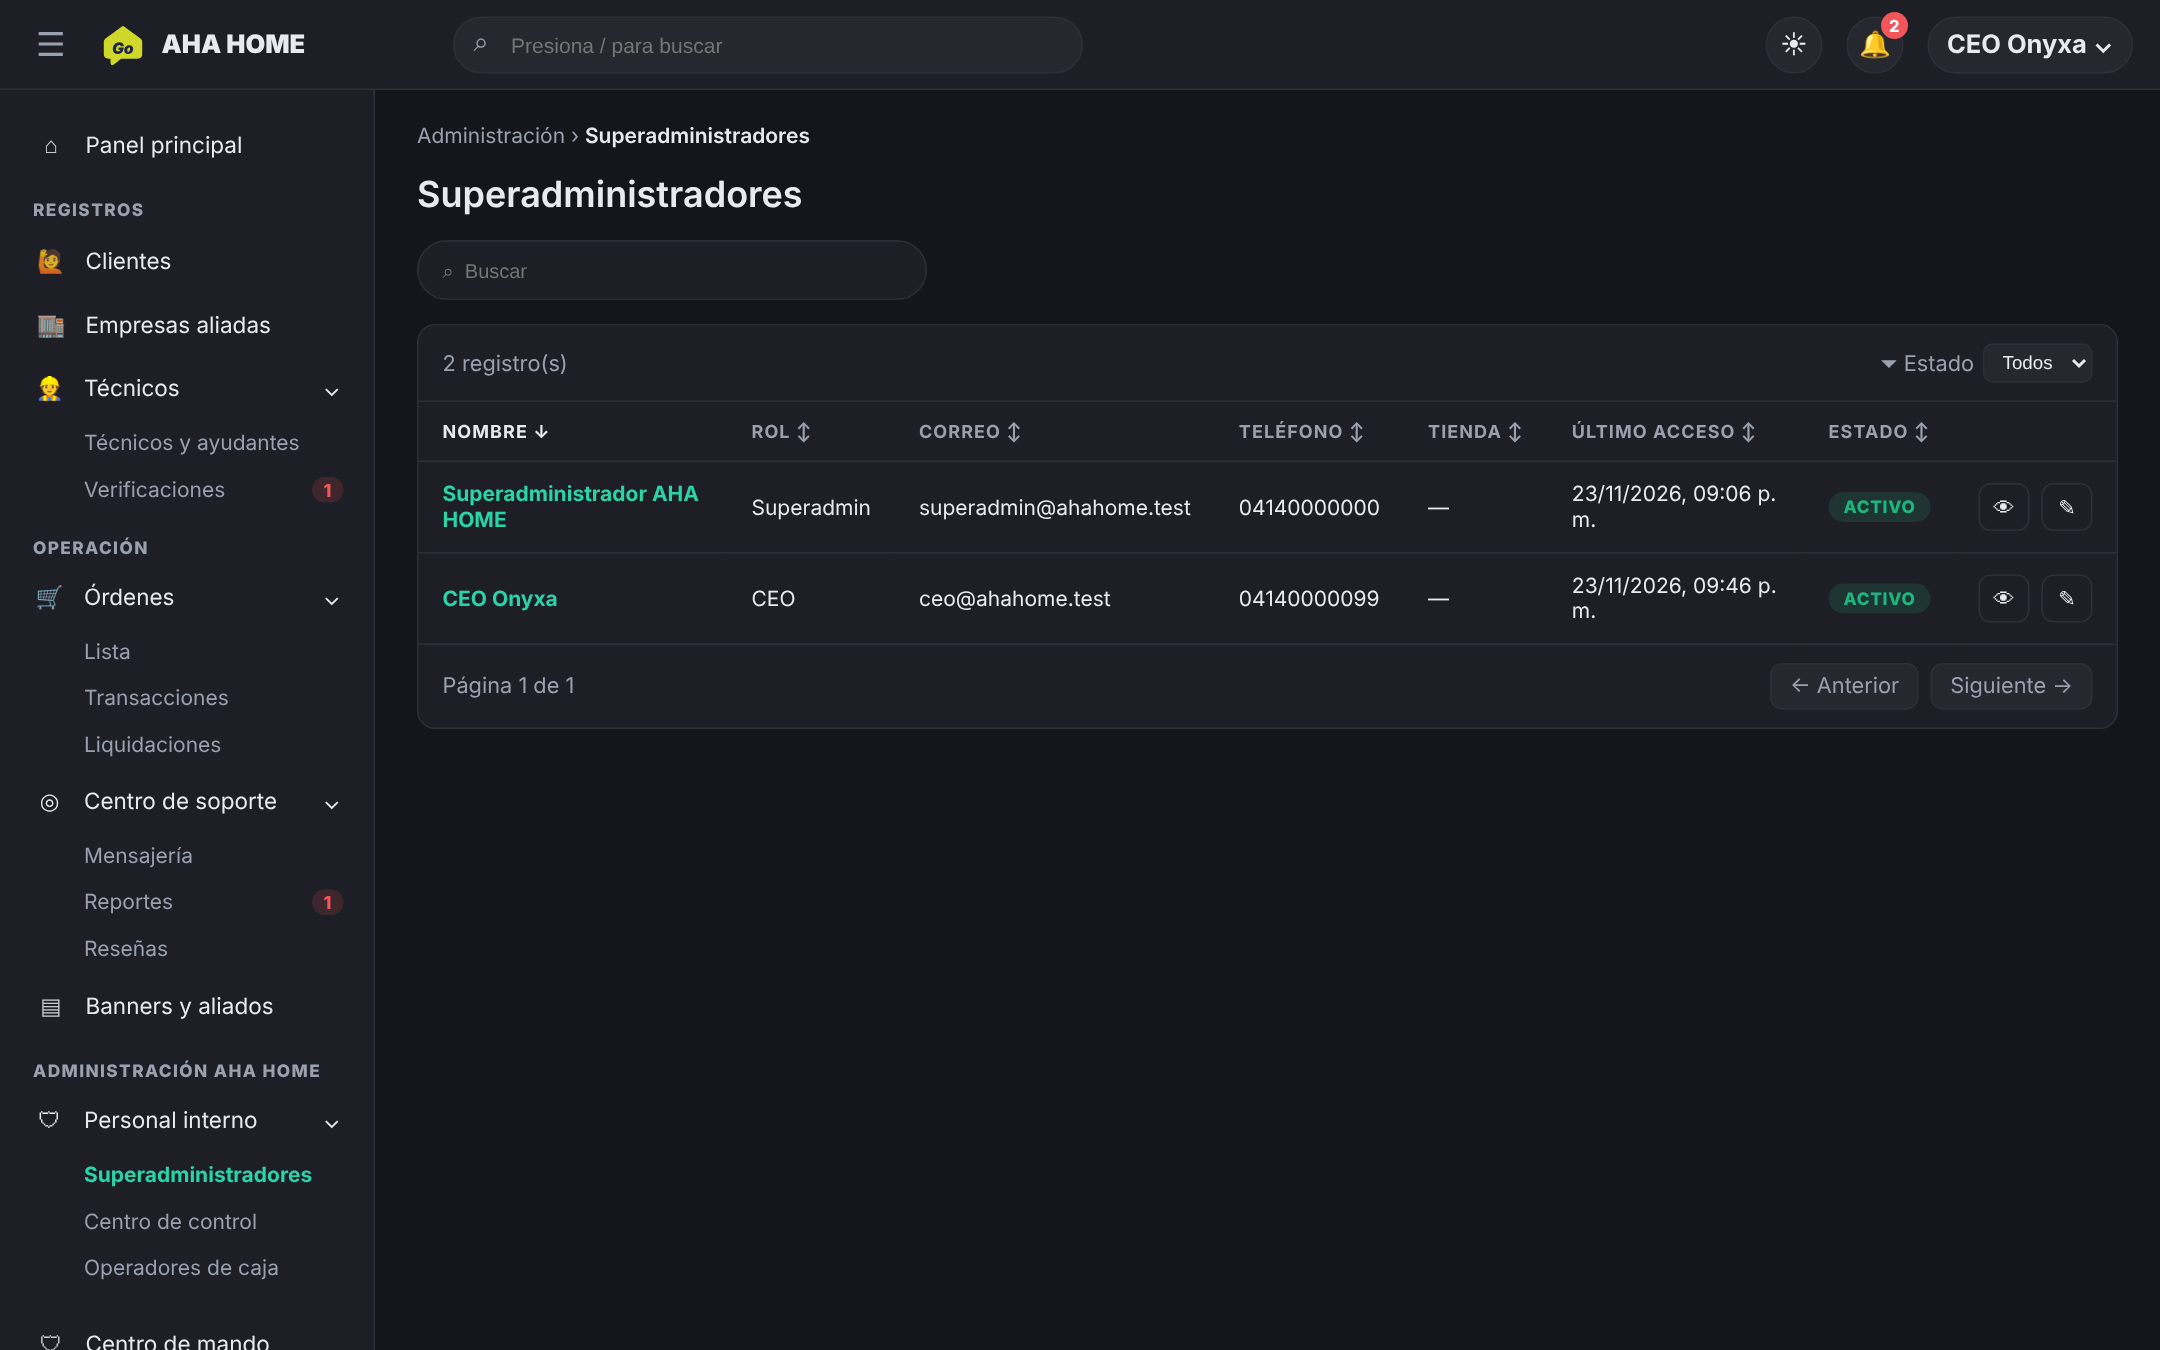 Go AHA HOME
Presiona / para buscar
2
CEO Onyxa
Panel principal
REGISTROS
Clientes
Empresas aliadas
Técnicos
Técnicos y ayudantes
Verificaciones 1
OPERACIÓN
Órdenes
Lista
Transacciones
Liquidaciones
Centro de soporte
Mensajería
Reportes 1
Reseñas
Banners y aliados
ADMINISTRACIÓN AHA HOME
Personal interno
Superadministradores
Centro de control
Operadores de caja
Centro de mando
Administración › Superadministradores
Superadministradores
Buscar
2 registro(s)
Estado Todos
NOMBRE ↓ ROL ↕ CORREO ↕ TELÉFONO ↕ TIENDA ↕ ÚLTIMO ACCESO ↕ ESTADO ↕
Superadministrador AHA
HOME
Superadmin superadmin@ahahome.test 04140000000 —
23/11/2026, 09:06 p.
m.
ACTIVO
CEO Onyxa CEO ceo@ahahome.test 04140000099 —
23/11/2026, 09:46 p.
m.
ACTIVO
Página 1 de 1
← Anterior Siguiente →